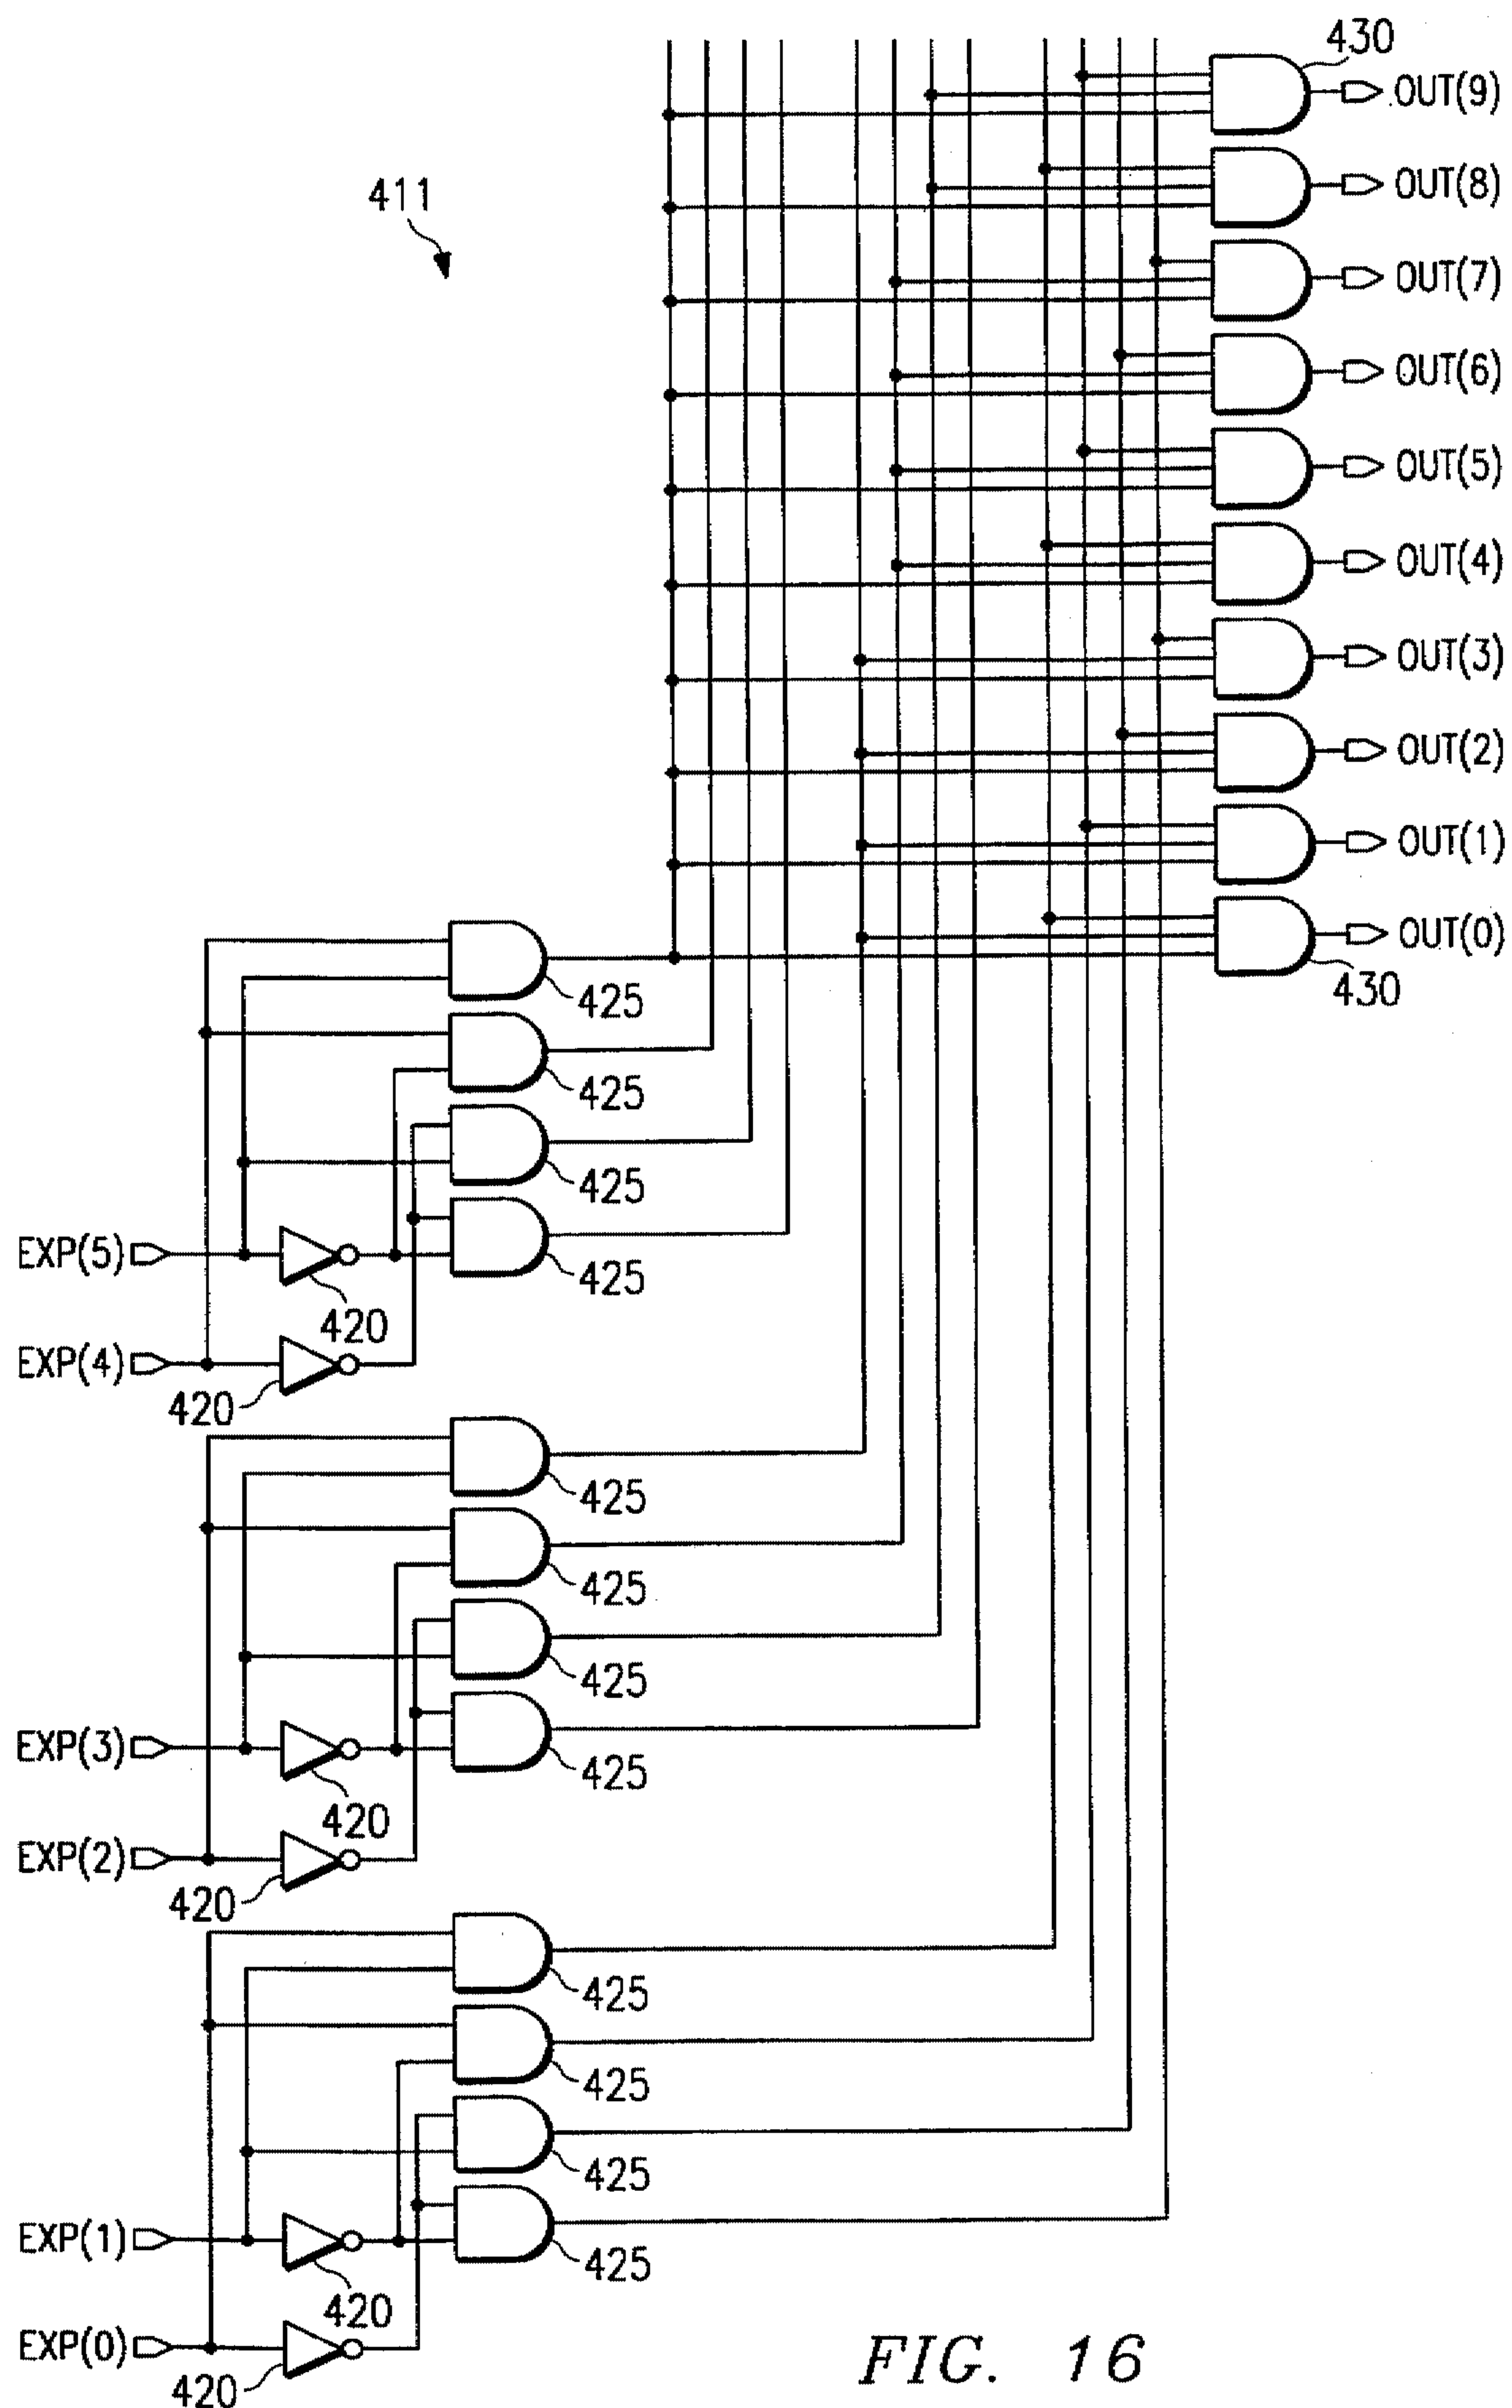 430
OUT(9)
411
OUT(8)
OUT(7)
OUT(6)
OUT(5)
OUT(4)
OUT(3)
OUT(2)
OUT(1)
OUT(0)
430
425
425
425
EXP(5)
425
420
EXP(4)
420
425
425
425
EXP(3)
425
420
EXP(2)
420
425
425
425
EXP(1)
425
420
EXP(0)
420
FIG. 16